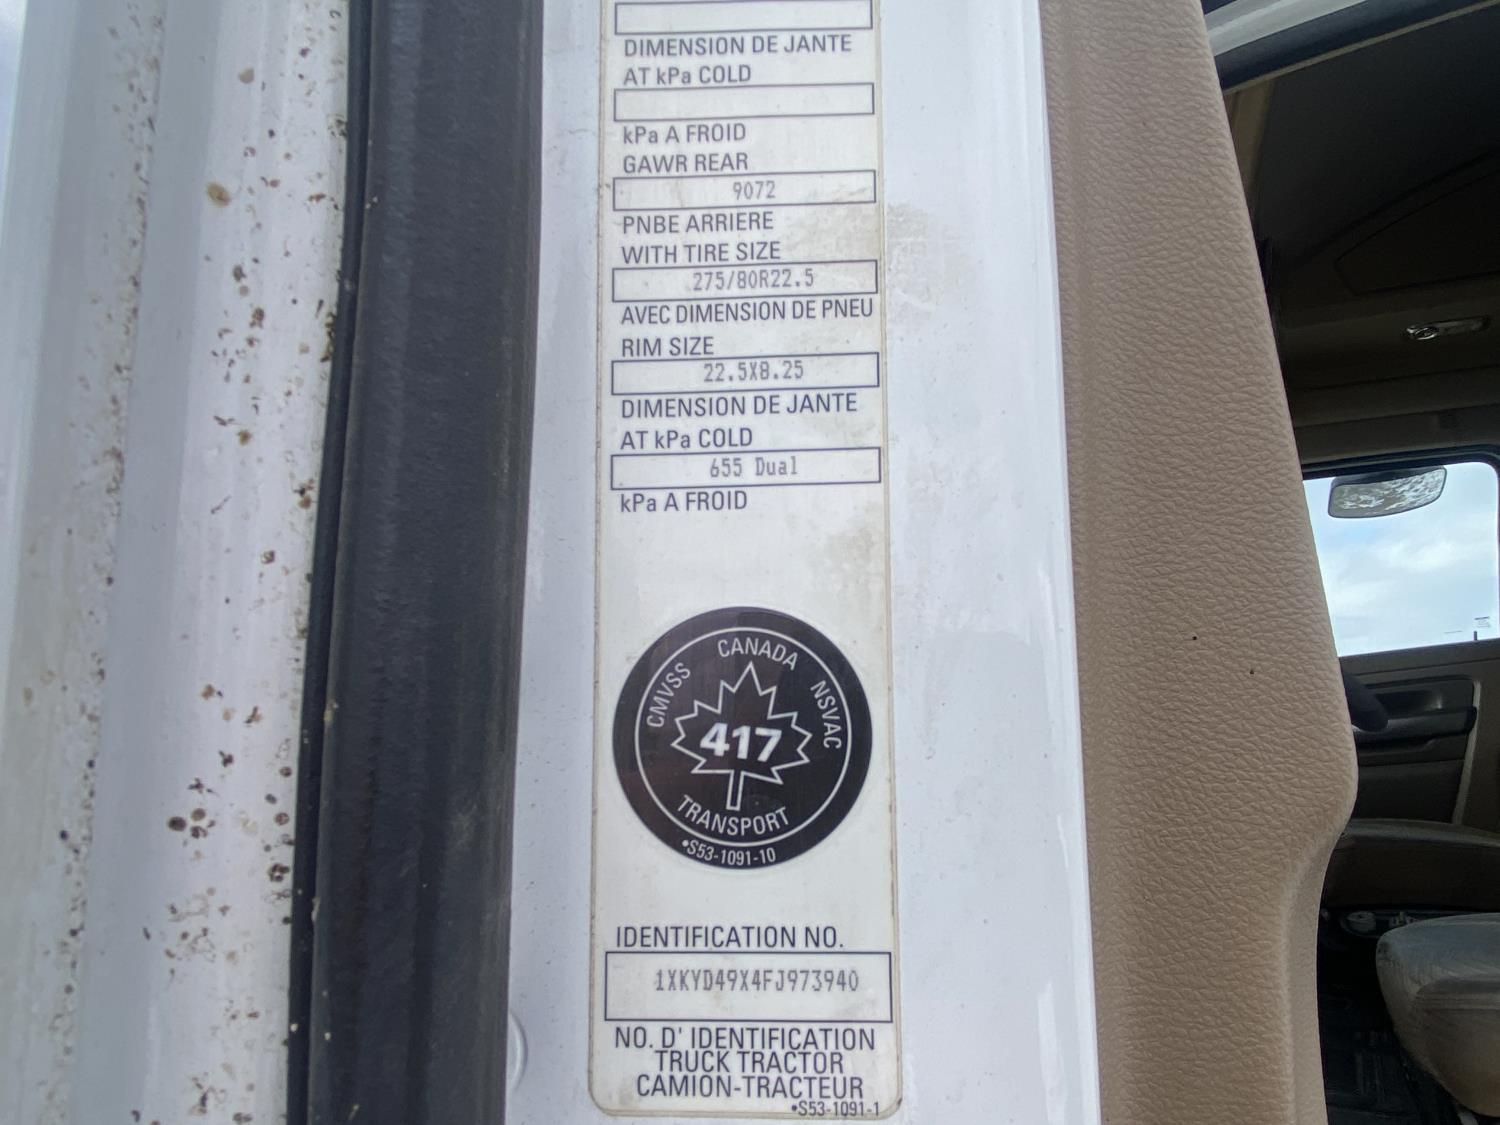 DIMENSION DE JANTE
AT kPa COLD
kPa A FROID
GAWR REAR
9072
PNBE ARRIERE
WITH TIRE SIZE
275/80R22.5
AVEC DIMENSION DE PNEU
RIM SIZE
22.5X8.25
DIMENSION DE JANTE
AT kPa COLD
655 Dual
kPa A FROID
CMVSS CANADA NSVAC
417
TRANSPORT
•S53-1091-10
IDENTIFICATION NO.
1XKYD49X4FJ973940
NO. D' IDENTIFICATION
TRUCK TRACTOR
CAMION-TRACTEUR
•S53-1091-1